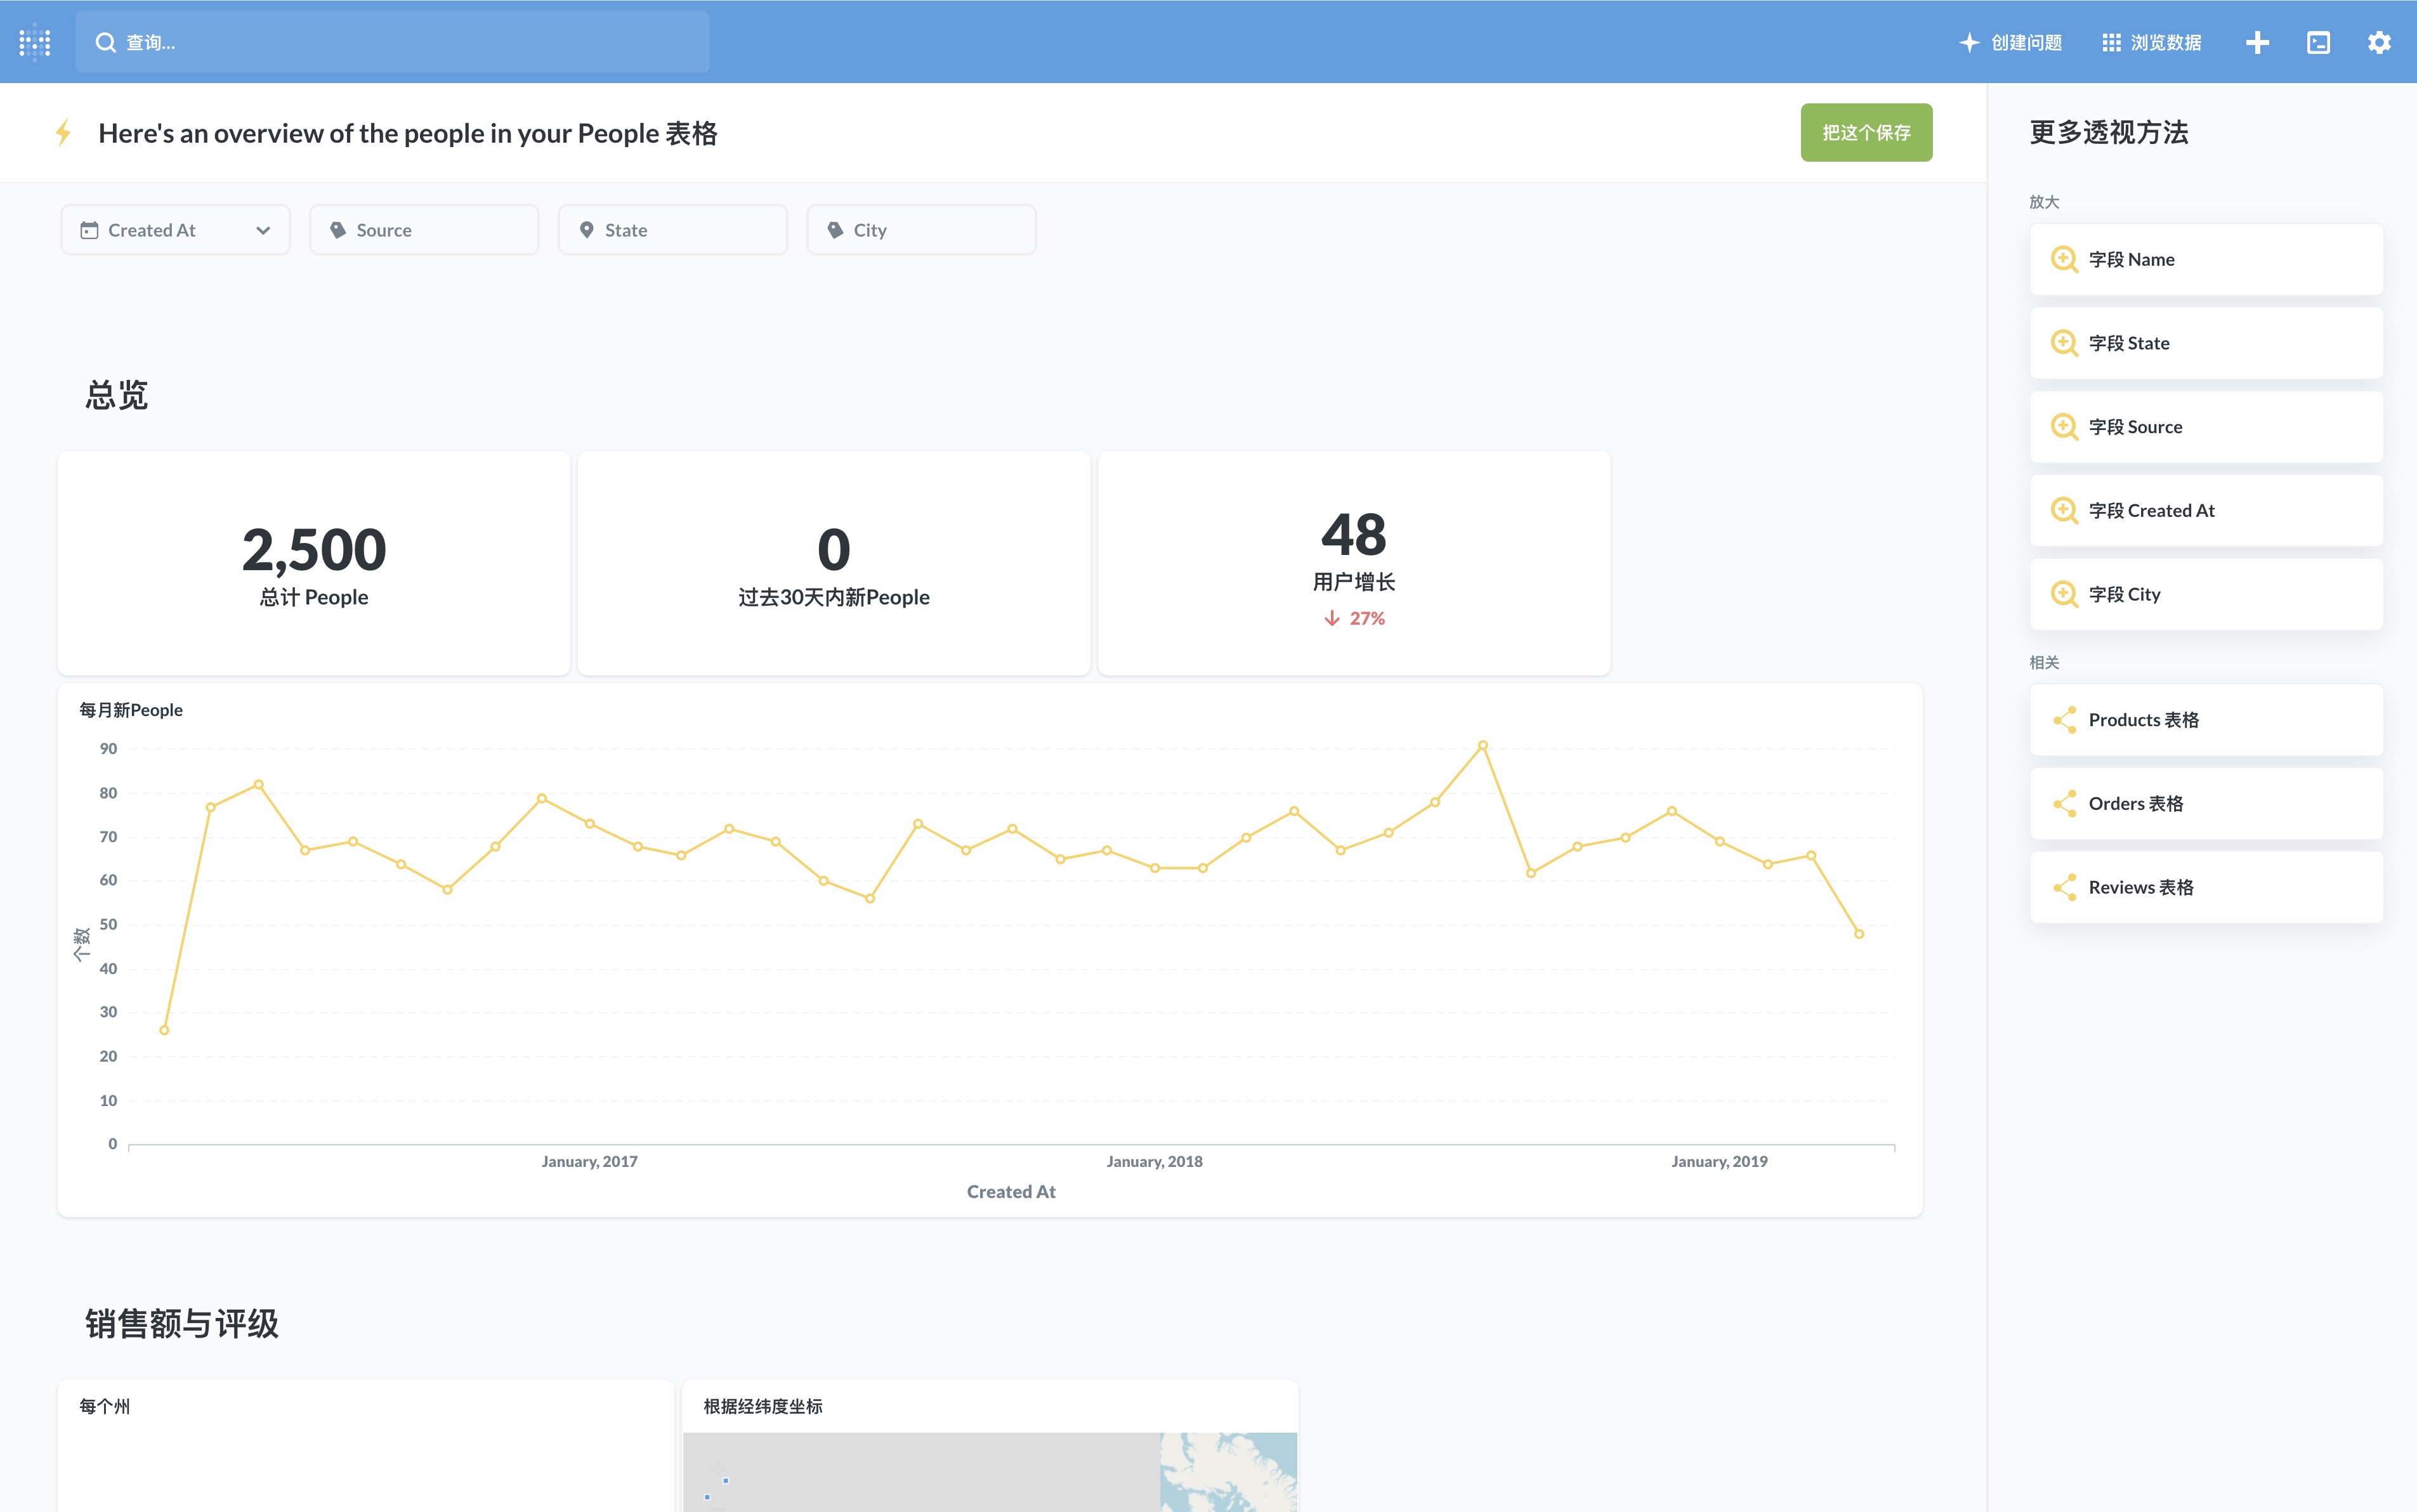 查询...
创建问题
浏览数据
Here's an overview of the people in your People 表格
把这个保存
Created At
Source
State
City
总览
2,500
总计 People
0
过去30天内新People
48
用户增长
27%
每月新People
90
80
70
60
50
40
30
20
10
0
个数
January, 2017
January, 2018
January, 2019
Created At
销售额与评级
每个州
根据经纬度坐标
更多透视方法
放大
字段 Name
字段 State
字段 Source
字段 Created At
字段 City
相关
Products 表格
Orders 表格
Reviews 表格